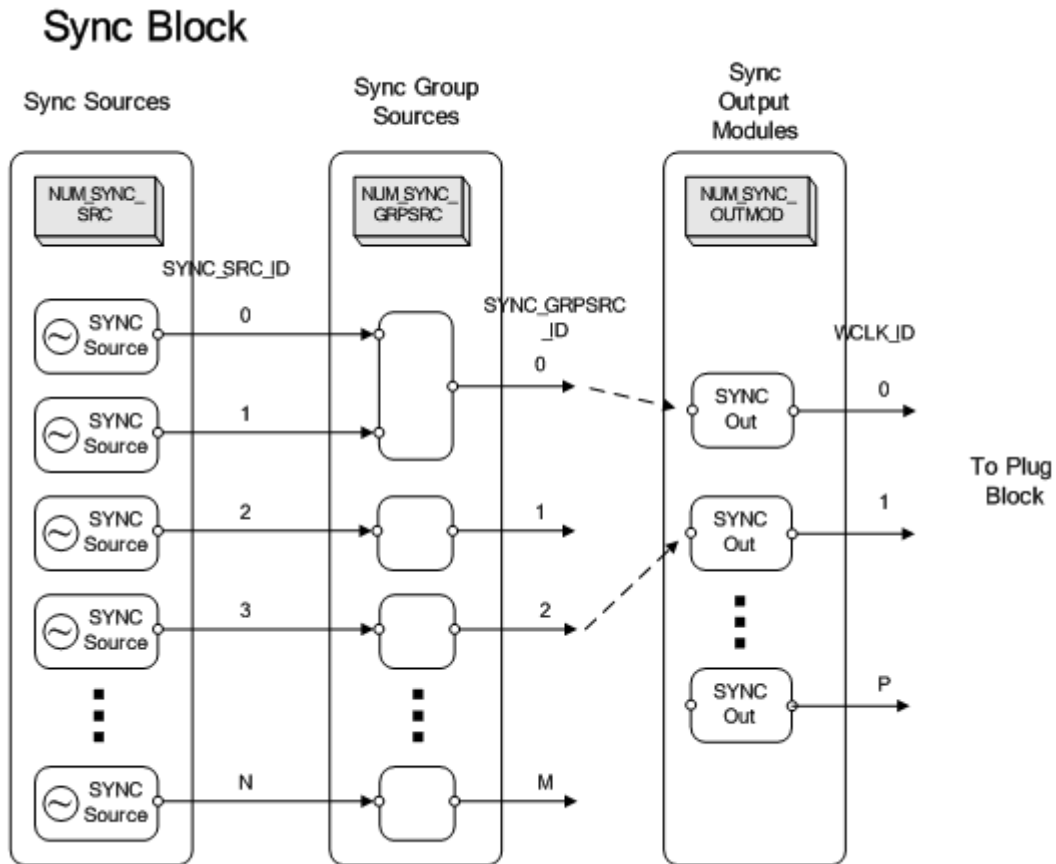 Sync Block
Sync Sources
Sync Group
Sources
Sync
Output
Modules
NUM_SYNC_
SRC
NUM_SYNC_
GRPSRC
NUM_SYNC_
OUTMOD
SYNC_SRC_ID
SYNC_GRPSRC
_ID
WCLK_ID
SYNC
Source
0
0
SYNC
Out
0
SYNC
Source
1
To Plug
Block
SYNC
Source
2
1
SYNC
Out
1
SYNC
Source
3
2
SYNC
Out
P
SYNC
Source
N
M